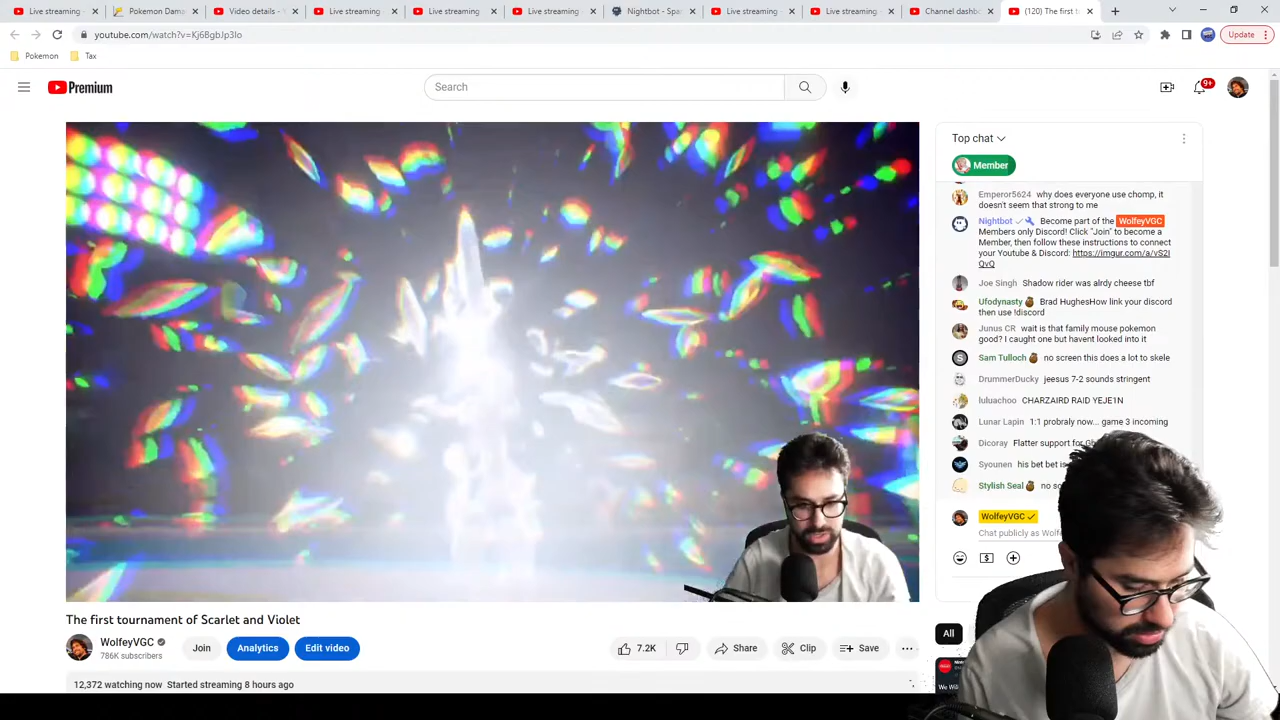 Live streaming -
Pokemon Dama
Video details - Y
Live streaming -
Live streaming -
Live streaming -
Nightbot - Spa
Live streaming -
Live streaming -
Channel dashbo
(120) The first t
youtube.com/watch?v=Kj6BgbJp3Io
Update
Pokemon
Tax
Premium
Search
9+
Top chat
Member
Emperor5624 why does everyone use chomp, it
doesn't seem that strong to me
Nightbot Become part of the WolfeyVGC
Members only Discord! Click "Join" to become a
Member, then follow these instructions to connect
your Youtube & Discord: https://imgur.com/a/vS2I
QvQ
Joe Singh Shadow rider was alrdy cheese tbf
Ufodynasty Brad HughesHow link your discord
then use !discord
Junus CR wait is that family mouse pokemon
good? I caught one but havent looked into it
Sam Tulloch no screen this does a lot to skele
DrummerDucky jeesus 7-2 sounds stringent
luluachoo CHARZAIRD RAID YEJE1N
Lunar Lapin 1:1 probraly now... game 3 incoming
Dicoray Flatter support for
Syounen his bet bet is
Stylish Seal no
WolfeyVGC
Chat publicly as
All
The first tournament of Scarlet and Violet
WolfeyVGC
786K subscribers
Join
Analytics
Edit video
7.2K
Share
Clip
Save
12,372 watching now Started streaming 8 hours ago
We Will